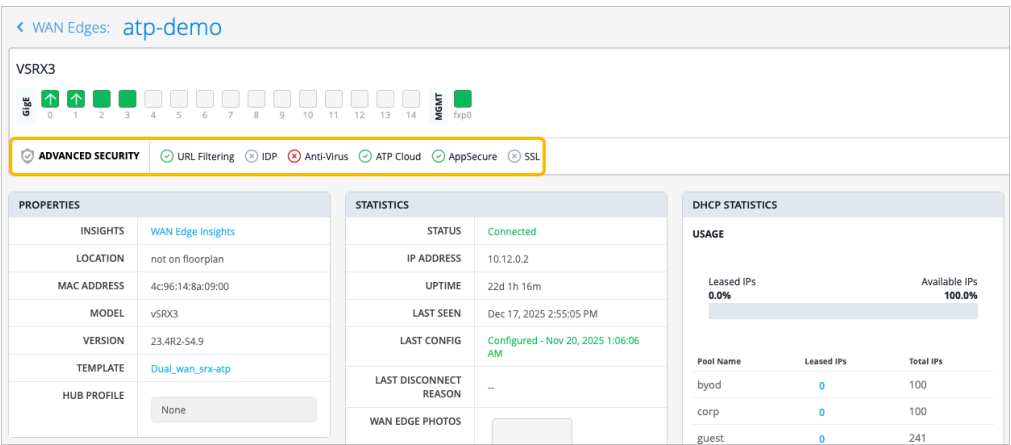 < WAN Edges: atp-demo
VSRX3
GigE
0 1 2 3 4 5 6 7 8 9 10 11 12 13 14
MGMT
fxp0
ADVANCED SECURITY URL Filtering IDP Anti-Virus ATP Cloud AppSecure SSL
PROPERTIES
INSIGHTS WAN Edge Insights
LOCATION not on floorplan
MAC ADDRESS 4c:96:14:8a:09:00
MODEL vSRX3
VERSION 23.4R2-S4.9
TEMPLATE Dual_wan_srx-atp
HUB PROFILE None
STATISTICS
STATUS Connected
IP ADDRESS 10.12.0.2
UPTIME 22d 1h 16m
LAST SEEN Dec 17, 2025 2:55:05 PM
LAST CONFIG Configured - Nov 20, 2025 1:06:06
AM
LAST DISCONNECT
REASON --
WAN EDGE PHOTOS
DHCP STATISTICS
USAGE
Leased IPs Available IPs
0.0% 100.0%
Pool Name Leased IPs Total IPs
byod 0 100
corp 0 100
guest 0 241